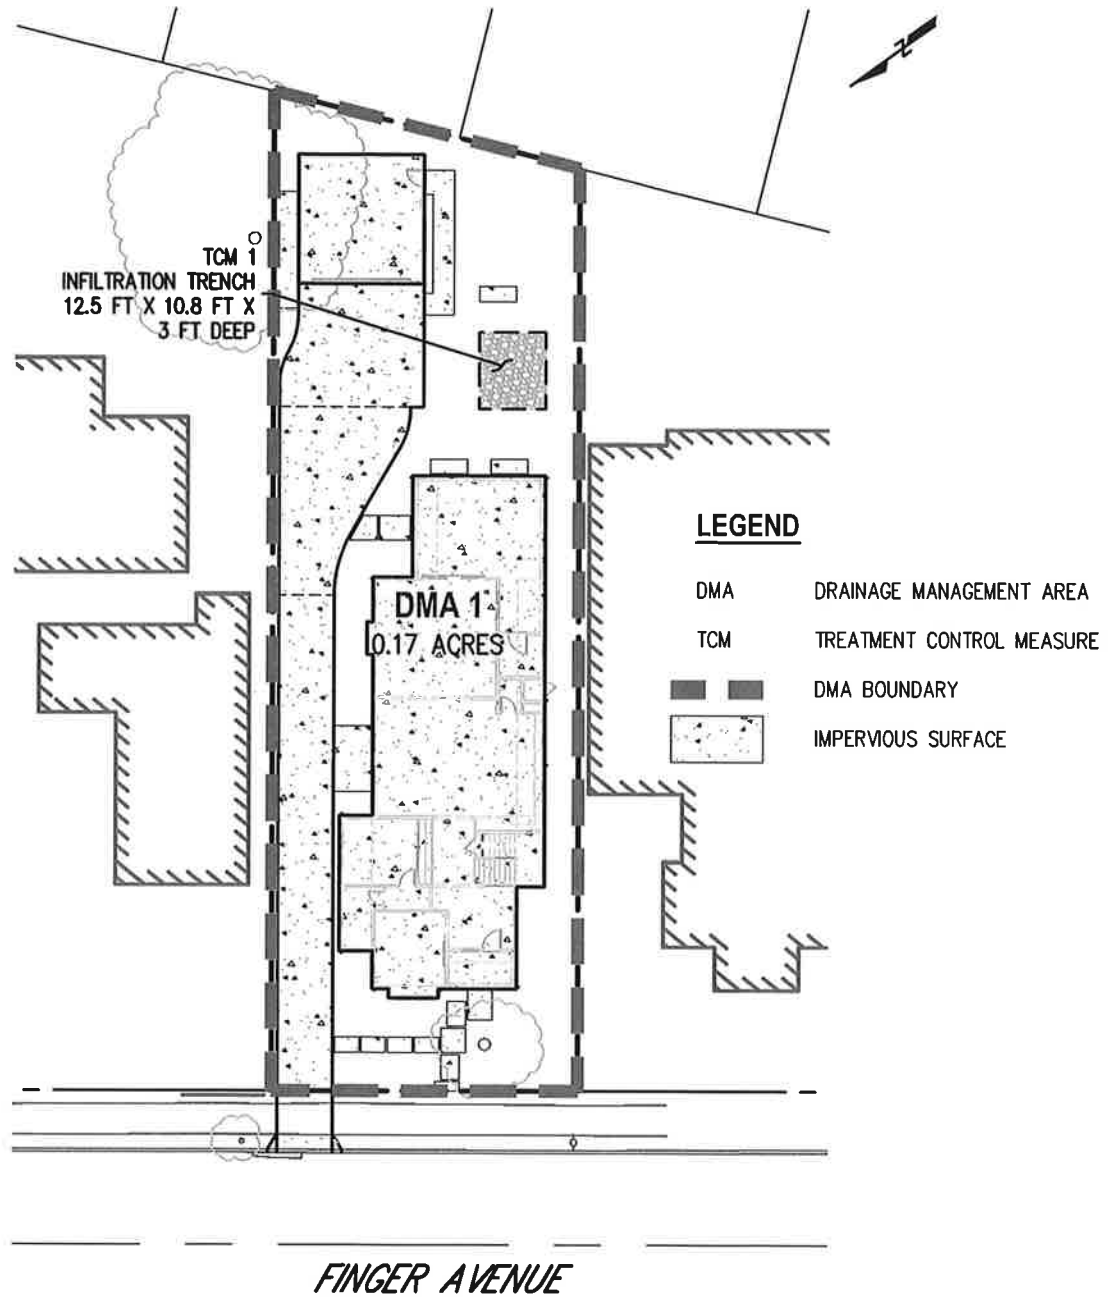 N
TCM 1
INFILTRATION TRENCH
12.5 FT X 10.8 FT X
3 FT DEEP
DMA 1
0.17 ACRES
LEGEND
DMA DRAINAGE MANAGEMENT AREA
TCM TREATMENT CONTROL MEASURE
DMA BOUNDARY
IMPERVIOUS SURFACE
FINGER AVENUE